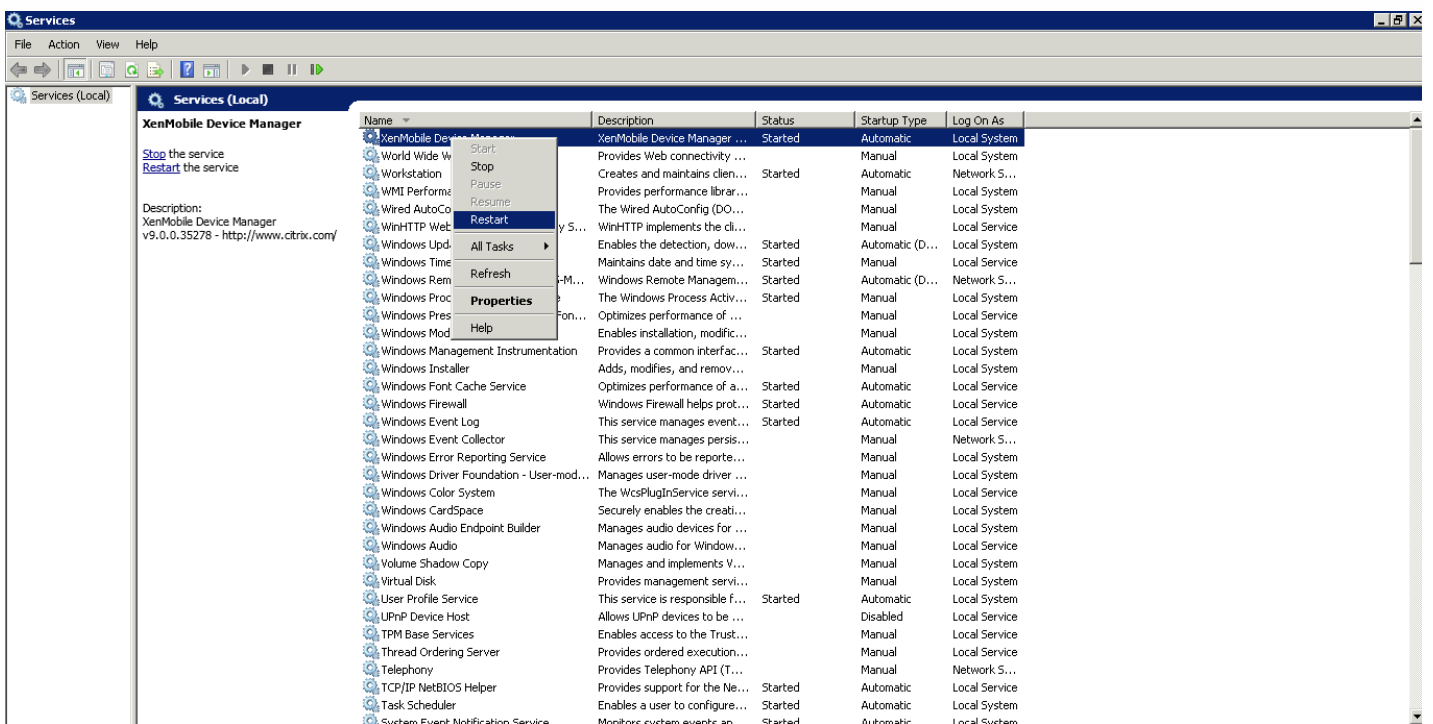 Services
File Action View Help
Services (Local)
Services (Local)
XenMobile Device Manager
Stop the service
Restart the service
Description:
XenMobile Device Manager
v9.0.0.35278 - http://www.citrix.com/
Name Description Status Startup Type Log On As
XenMobile Device Manager XenMobile Device Manager ... Started Automatic Local System
World Wide W Provides Web connectivity ... Manual Local System
Workstation Creates and maintains clien... Started Automatic Network S...
WMI Performa Provides performance librar... Manual Local System
Wired AutoCo The Wired AutoConfig (DO... Manual Local System
WinHTTP Web y S... WinHTTP implements the cli... Manual Local Service
Windows Upd Enables the detection, dow... Started Automatic (D... Local System
Windows Time Maintains date and time sy... Started Manual Local Service
Windows Rem S-M... Windows Remote Managem... Started Automatic (D... Network S...
Windows Proc e The Windows Process Activ... Started Manual Local System
Windows Pres Fon... Optimizes performance of ... Manual Local Service
Windows Mod Enables installation, modific... Manual Local System
Windows Management Instrumentation Provides a common interfac... Started Automatic Local System
Windows Installer Adds, modifies, and remov... Manual Local System
Windows Font Cache Service Optimizes performance of a... Started Automatic Local Service
Windows Firewall Windows Firewall helps prot... Started Automatic Local Service
Windows Event Log This service manages event... Started Automatic Local Service
Windows Event Collector This service manages persis... Manual Network S...
Windows Error Reporting Service Allows errors to be reporte... Manual Local System
Windows Driver Foundation - User-mod... Manages user-mode driver ... Manual Local System
Windows Color System The WcsPlugInService servi... Manual Local Service
Windows CardSpace Securely enables the creati... Manual Local System
Windows Audio Endpoint Builder Manages audio devices for ... Manual Local System
Windows Audio Manages audio for Window... Manual Local Service
Volume Shadow Copy Manages and implements V... Manual Local System
Virtual Disk Provides management servi... Manual Local System
User Profile Service This service is responsible f... Started Automatic Local System
UPnP Device Host Allows UPnP devices to be ... Disabled Local Service
TPM Base Services Enables access to the Trust... Manual Local Service
Thread Ordering Server Provides ordered execution... Manual Local Service
Telephony Provides Telephony API (T... Manual Network S...
TCP/IP NetBIOS Helper Provides support for the Ne... Started Automatic Local Service
Task Scheduler Enables a user to configure... Started Automatic Local System
System Event Notification Service Monitors system events an... Started Automatic Local System
Start
Stop
Pause
Resume
Restart
All Tasks
Refresh
Properties
Help